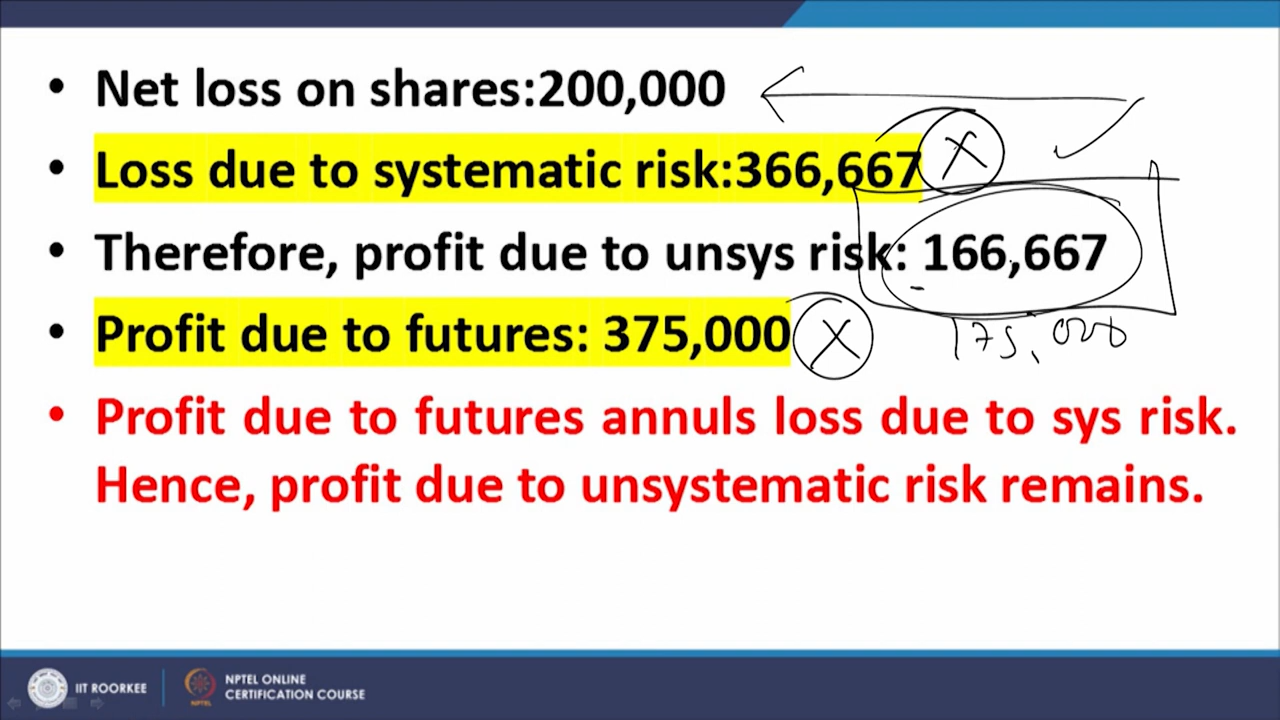 • Net loss on shares:200,000
• Loss due to systematic risk:366,667
• Therefore, profit due to unsys risk: 166,667
• Profit due to futures: 375,000
175,000
• Profit due to futures annuls loss due to sys risk.
Hence, profit due to unsystematic risk remains.
IIT ROORKEE
NPTEL
NPTEL ONLINE
CERTIFICATION COURSE